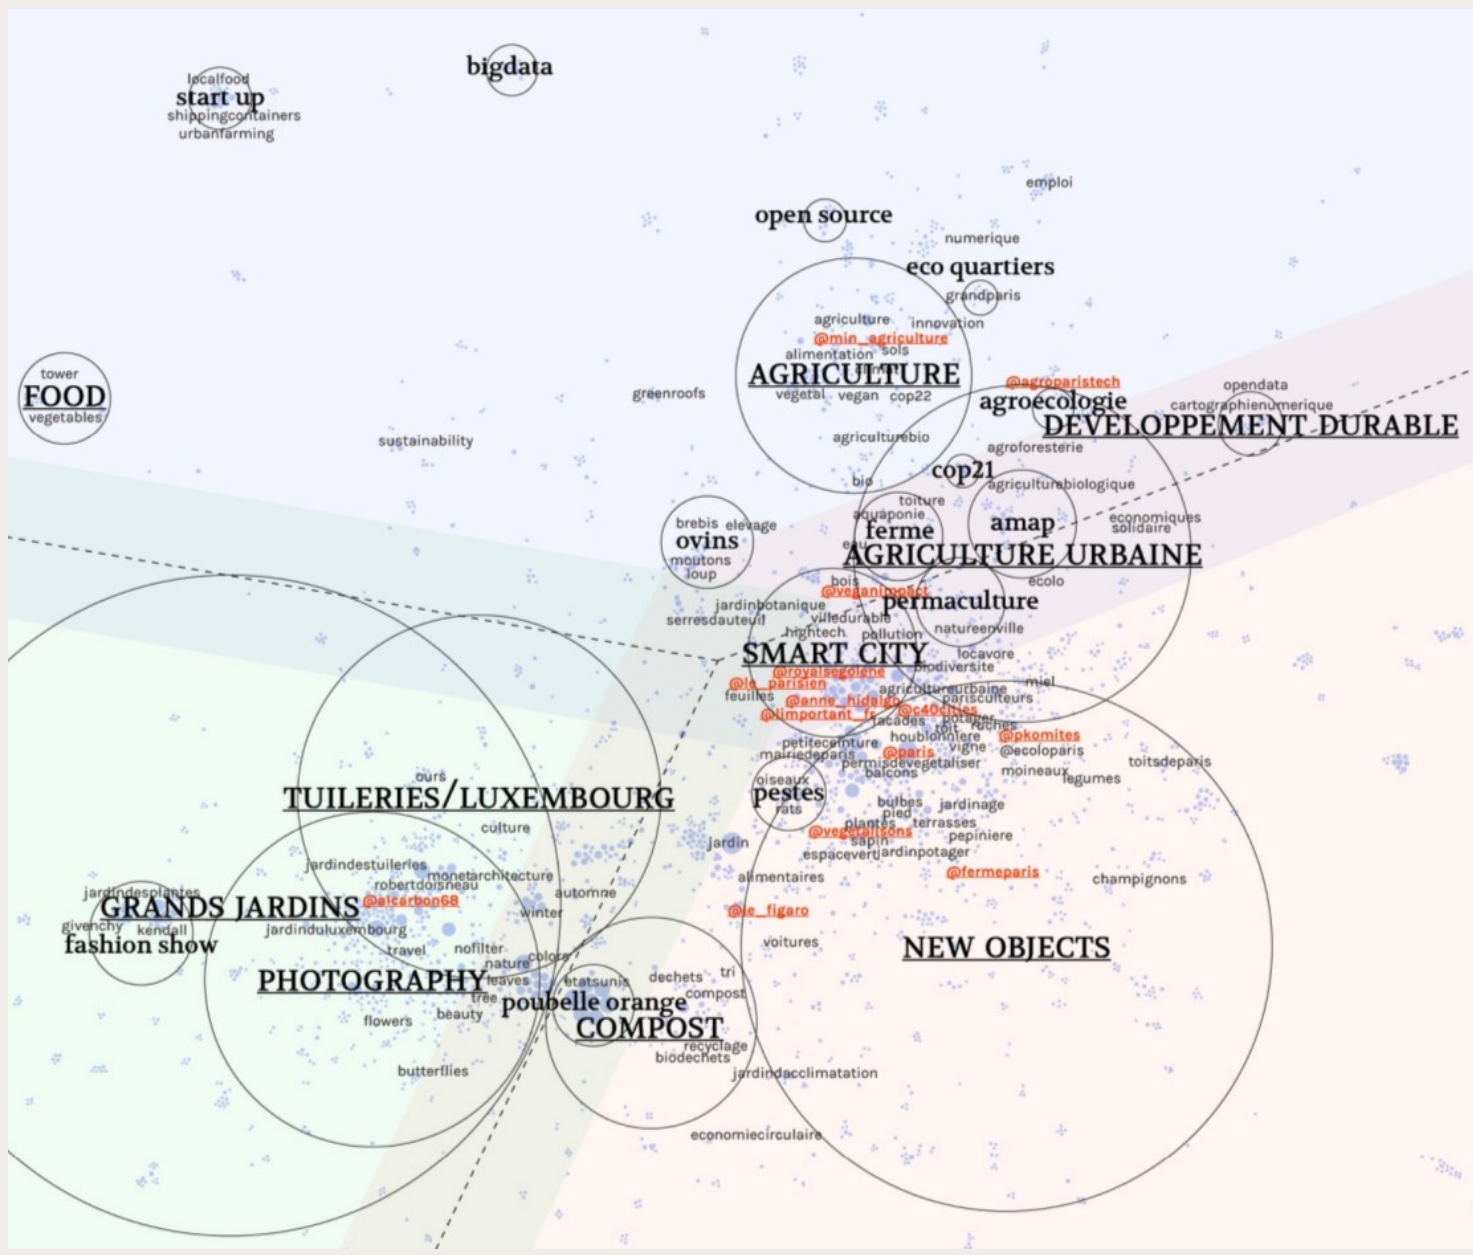 localfood
start up
shippingcontainers
urbanfarming
bigdata
emploi
open source
numerique
eco quartiers
grandparis
agriculture
innovation
@min_agriculture
alimentation
sols
climat
AGRICULTURE
vegetal
vegan
cop22
agriculturebio
bio
tower
FOOD
vegetables
greenroofs
sustainability
@agroparistech
agroecologie
opendata
cartographienumerique
DEVELOPPEMENT DURABLE
agroforesterie
cop21
agriculturebiologique
toiture
aquaponie
ferme
eau
amap
economiques
solidaire
AGRICULTURE URBAINE
brebis
elevage
ovins
moutons
loup
bois
@veganimpact
ecolo
permaculture
jardinbotanique
serresdauteuil
villedurable
hightech
pollution
natureenville
SMART CITY
locavore
biodiversite
@royalsegolene
@le_parisien
feuilles
agricultureurbaine
miel
parisculteurs
@anne_hidalgo
@c40cities
@limportant_fr
facades
potager
toit
ruches
houblonniere
vigne
@pkomites
@ecoloparis
petiteceinture
mairiedeparis
@paris
permisdevegetaliser
balcons
moineaux
legumes
toitsdeparis
oiseaux
pestes
rats
bulbes
pied
jardinage
plantes
terrasses
@vegetalisons
sapin
pepiniere
espacevert
jardinpotager
jardin
alimentaires
@fermeparis
champignons
@le_figaro
voitures
NEW OBJECTS
ours
TUILERIES/LUXEMBOURG
culture
jardindestuileries
monetarchitecture
robertdoisneau
@alcarbon68
automne
winter
jardindesplantes
GRANDS JARDINS
givenchy
kendall
fashion show
jardinduluxembourg
travel
nofilter
nature
colors
PHOTOGRAPHY
leaves
tree
beauty
flowers
butterflies
etatsunis
poubelle orange
COMPOST
dechets
tri
compost
recyclage
biodechets
jardindacclimatation
economiecirculaire